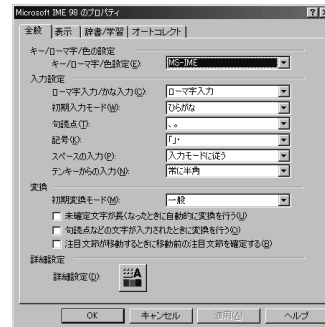 Microsoft IME 98 のプロパティ
全般 表示 辞書/学習 オートコレクト
キー/ローマ字/色の設定
キー/ローマ字/色設定(E): MS-IME
入力設定
ローマ字入力/かな入力(C): ローマ字入力
初期入力モード(W): ひらがな
句読点(T): 、。
記号(K): 「」・
スペースの入力(P): 入力モードに従う
テンキーからの入力(N): 常に半角
変換
初期変換モード(M): 一般
未確定文字が長くなったときに自動的に変換を行う(U)
句読点などの文字が入力されたときに変換を行う(O)
注目文節が移動するときに移動前の注目文節を確定する(B)
詳細設定
詳細設定(D): A
OK キャンセル 適用(A) ヘルプ